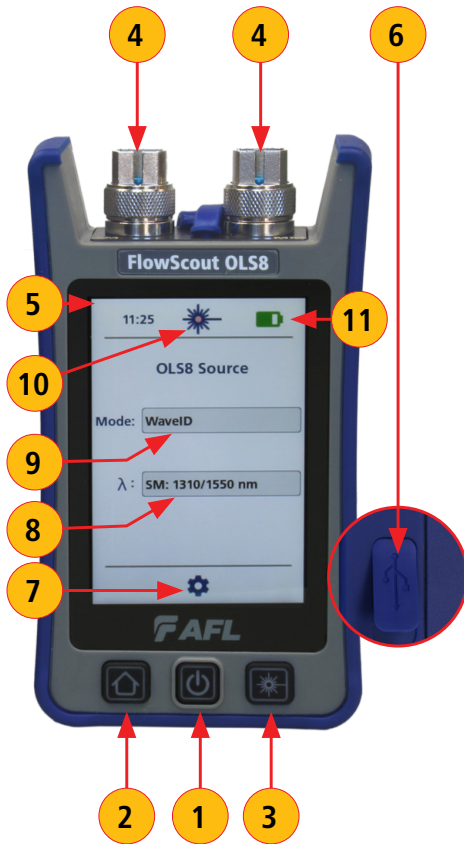 4 4 6
FlowScout OLS8
5
11:25
11
10
OLS8 Source
Mode: WaveID
9
λ: SM: 1310/1550 nm
8
7
AFL
2 1 3